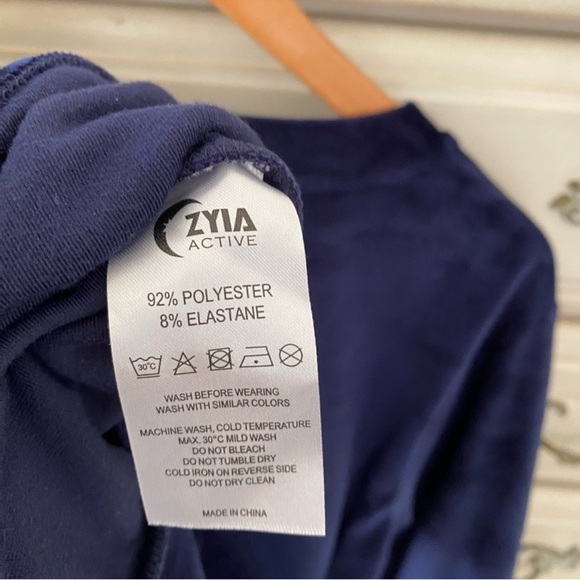 ZYIA
ACTIVE
92% POLYESTER
8% ELASTANE
30°C
WASH BEFORE WEARING
WASH WITH SIMILAR COLORS
MACHINE WASH, COLD TEMPERATURE
MAX. 30°C MILD WASH
DO NOT BLEACH
DO NOT TUMBLE DRY
COLD IRON ON REVERSE SIDE
DO NOT DRY CLEAN
MADE IN CHINA